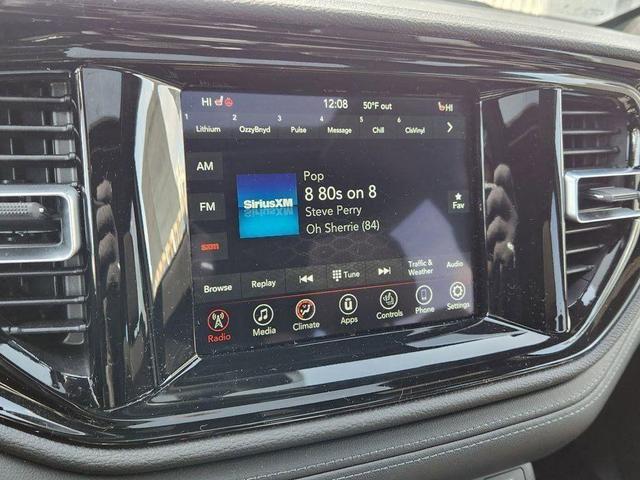 HI 12:08 50°F out HI
1 2 3 4 5 6
Lithium OzzyBnyd Pulse Message Chill ClsVinyl
AM
FM
sxm
SiriusXM
Pop
8 80s on 8
Steve Perry
Oh Sherrie (84)
Fav
Browse Replay Tune Traffic & Weather Audio
Radio Media Climate Apps Controls Phone Settings